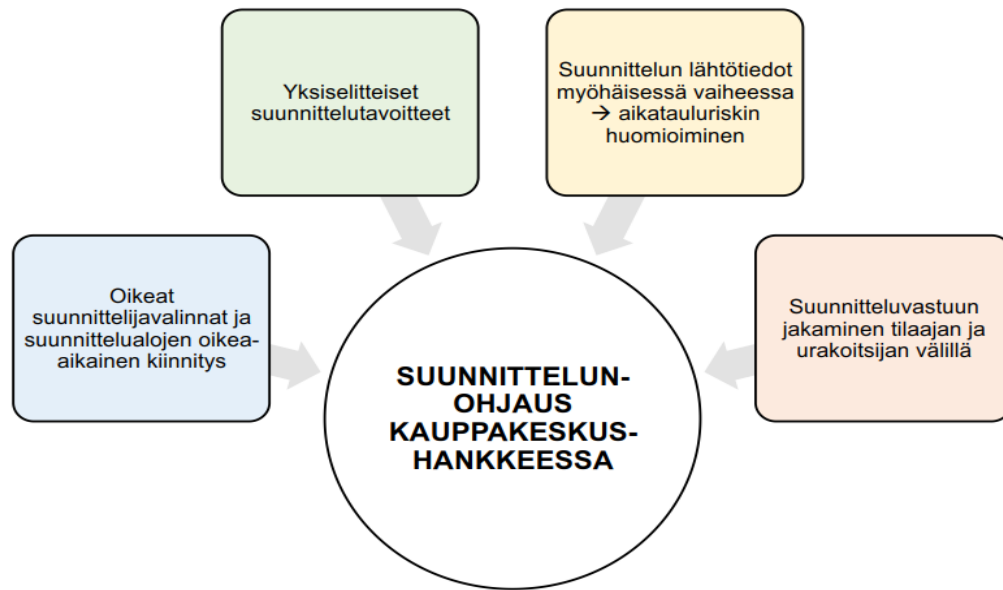 Yksiselitteiset
suunnittelutavoitteet
Suunnittelun lähtötiedot
myöhäisessä vaiheessa
→ aikatauluriskin
huomioiminen
Oikeat
suunnittelijavalinnat ja
suunnittelualojen oikea-
aikainen kiinnitys
Suunnitteluvastuun
jakaminen tilaajan ja
urakoitsijan välillä
SUUNNITTELUN-
OHJAUS
KAUPPAKESKUS-
HANKKEESSA